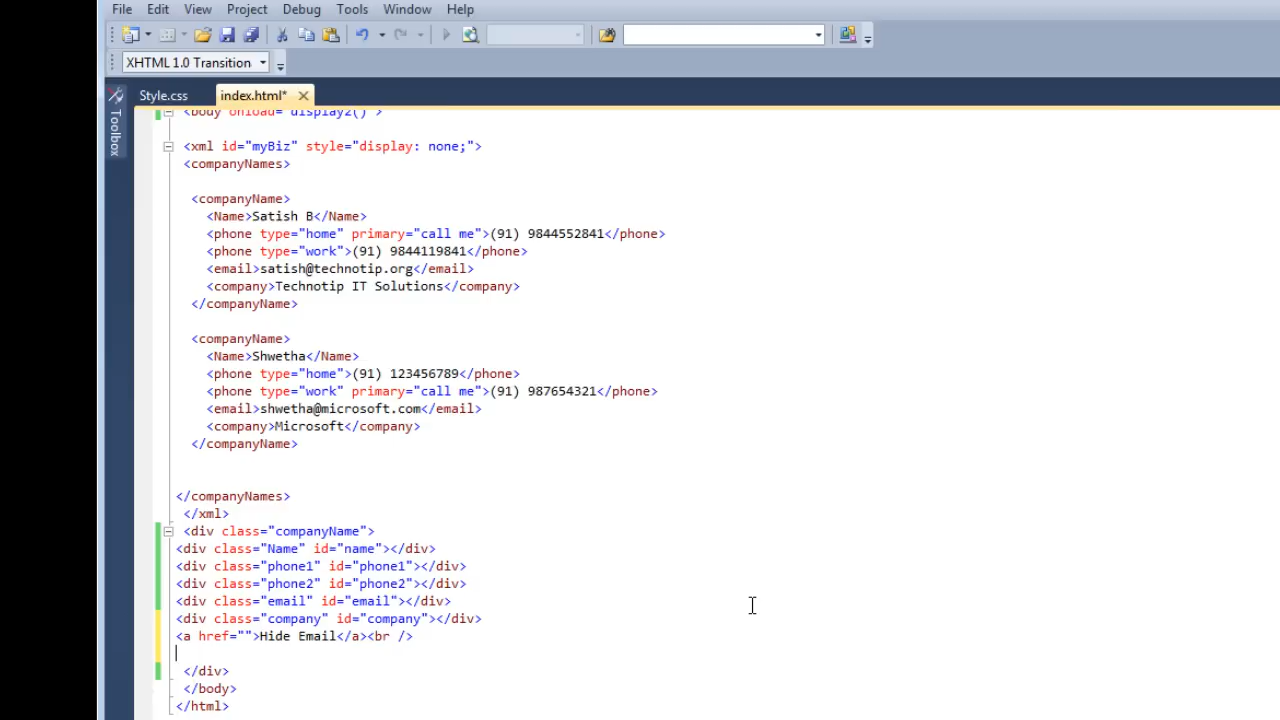 File Edit View Project Debug Tools Window Help
XHTML 1.0 Transition
Style.css index.html*
Toolbox
<body onload="display2()">
<xml id="myBiz" style="display: none;">
<companyNames>
<companyName>
<Name>Satish B</Name>
<phone type="home" primary="call me">(91) 9844552841</phone>
<phone type="work">(91) 9844119841</phone>
<email>satish@technotip.org</email>
<company>Technotip IT Solutions</company>
</companyName>
<companyName>
<Name>Shwetha</Name>
<phone type="home">(91) 123456789</phone>
<phone type="work" primary="call me">(91) 987654321</phone>
<email>shwetha@microsoft.com</email>
<company>Microsoft</company>
</companyName>
</companyNames>
</xml>
<div class="companyName">
<div class="Name" id="name"></div>
<div class="phone1" id="phone1"></div>
<div class="phone2" id="phone2"></div>
<div class="email" id="email"></div>
<div class="company" id="company"></div>
<a href="">Hide Email</a><br />
</div>
</body>
</html>